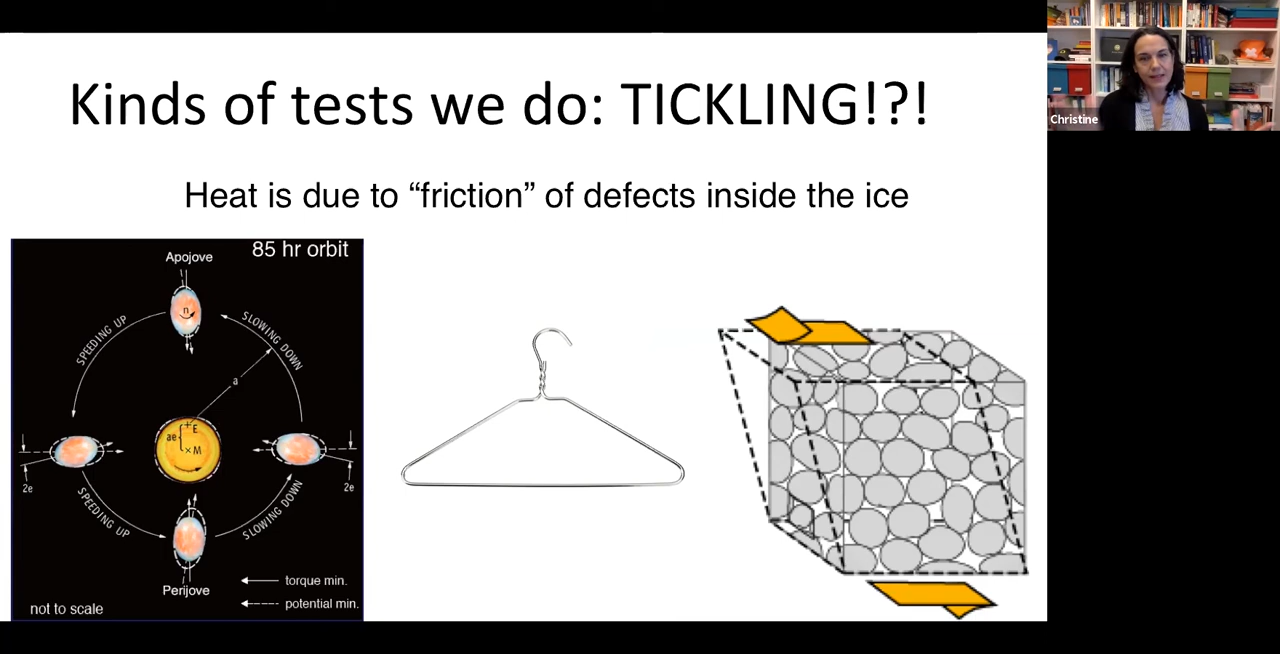 Kinds of tests we do: TICKLING!?!
Christine
Heat is due to “friction” of defects inside the ice
85 hr orbit
Apojove
n
SPEEDING UP
SLOWING DOWN
a
E
ae
M
2e
2e
SPEEDING UP
SLOWING DOWN
Perijove
torque min.
potential min.
not to scale